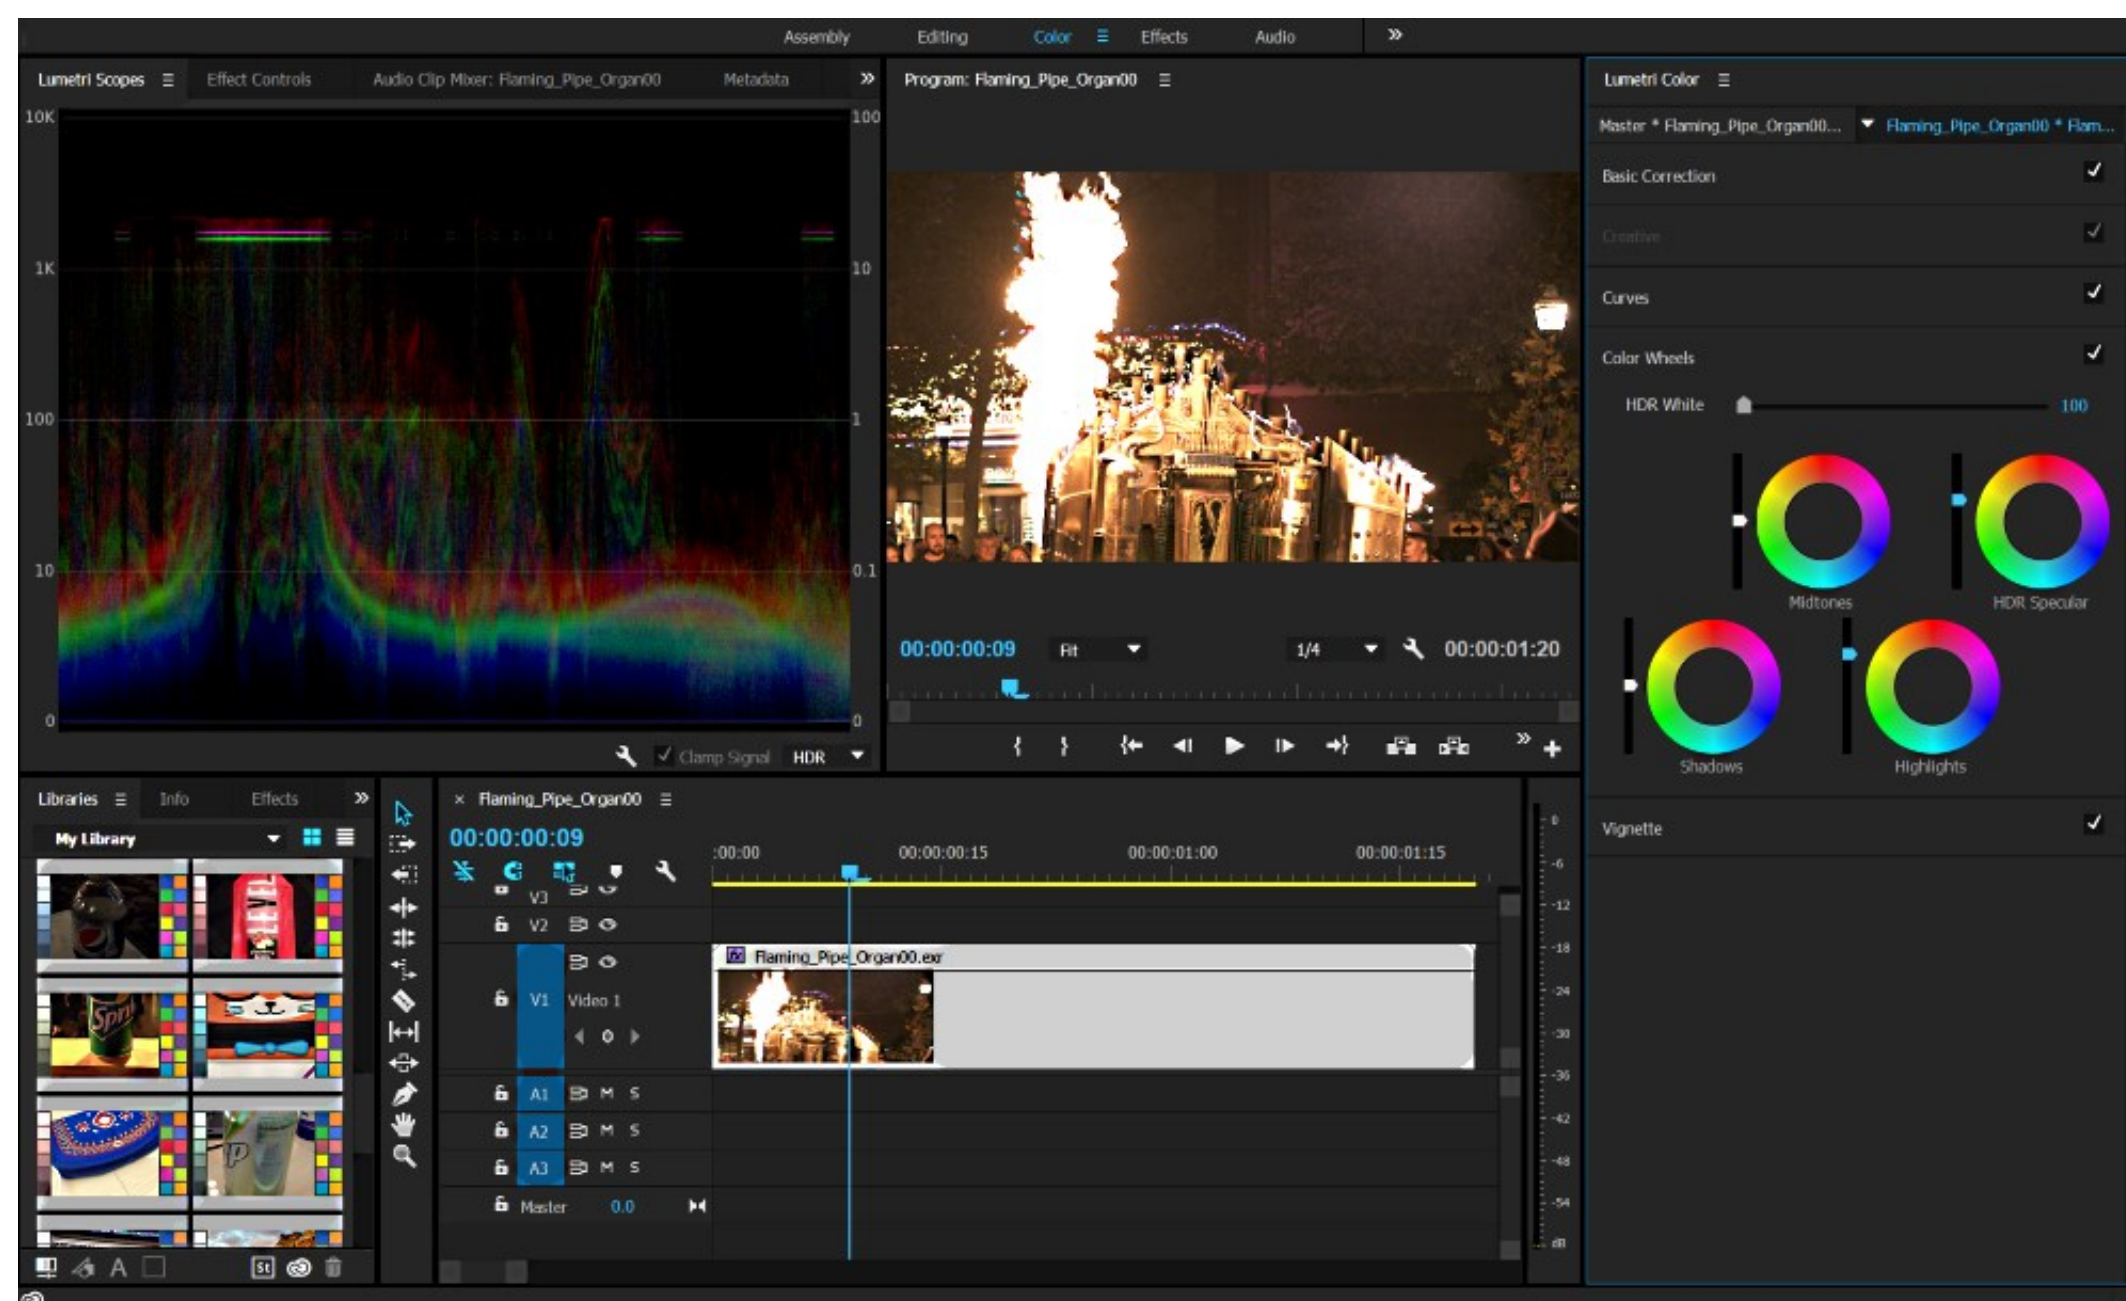 Assembly Editing Color Effects Audio
Lumetri Scopes Effect Controls Audio Clip Mixer: Flaming_Pipe_Organ00 Metadata
10K 100
1K 10
100 1
10 0.1
0 0
Clamp Signal HDR
Program: Flaming_Pipe_Organ00
00:00:00:09 Fit 1/4 00:00:01:20
Lumetri Color
Master * Flaming_Pipe_Organ00... Flaming_Pipe_Organ00 * Flam...
Basic Correction
Creative
Curves
Color Wheels
HDR White 100
Midtones HDR Specular
Shadows Highlights
Vignette
Libraries Info Effects
My Library
St
× Flaming_Pipe_Organ00
00:00:00:09
:00:00 00:00:00:15 00:00:01:00 00:00:01:15
V3
V2
fx Flaming_Pipe_Organ00.exr
V1 Video 1
A1 M S
A2 M S
A3 M S
Master 0.0
0
-6
-12
-18
-24
-30
-36
-42
-48
-54
dB